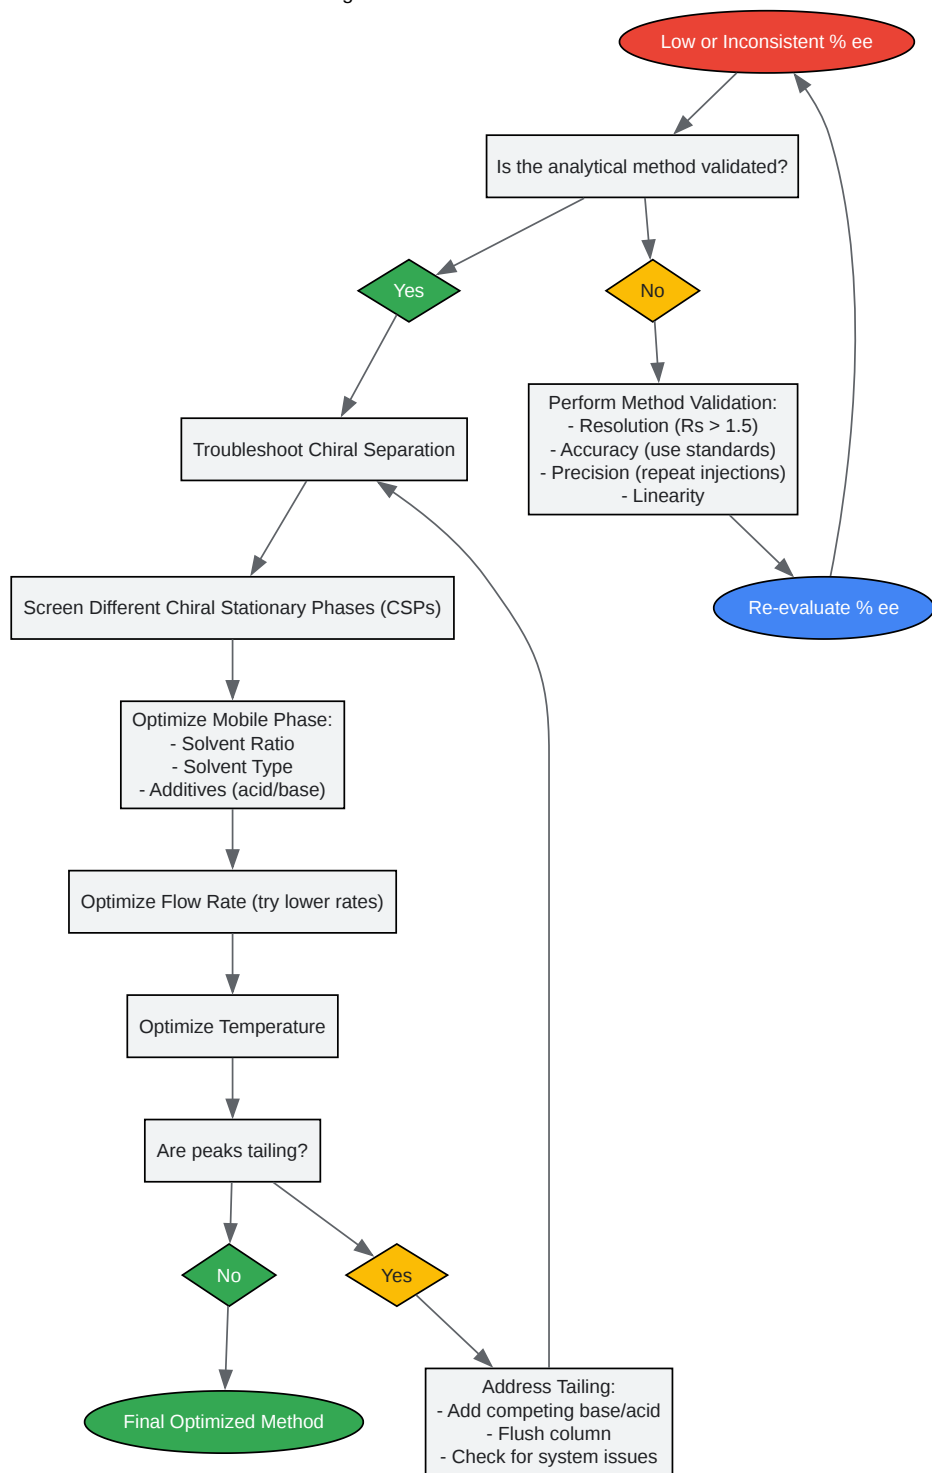 Low or Inconsistent % ee
Is the analytical method validated?
Yes
No
Perform Method Validation:
- Resolution (Rs > 1.5)
- Accuracy (use standards)
- Precision (repeat injections)
- Linearity
Troubleshoot Chiral Separation
Screen Different Chiral Stationary Phases (CSPs)
Re-evaluate % ee
Optimize Mobile Phase:
- Solvent Ratio
- Solvent Type
- Additives (acid/base)
Optimize Flow Rate (try lower rates)
Optimize Temperature
Are peaks tailing?
No
Yes
Final Optimized Method
Address Tailing:
- Add competing base/acid
- Flush column
- Check for system issues